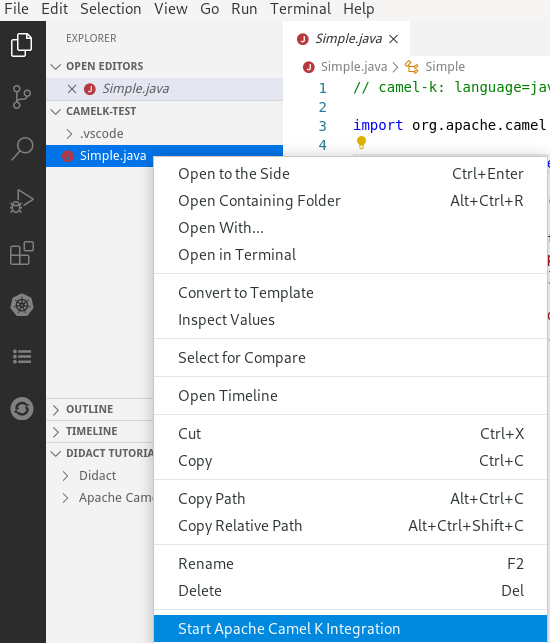 File Edit Selection View Go Run Terminal Help
EXPLORER
OPEN EDITORS
Simple.java
CAMELK-TEST
.vscode
Simple.java
OUTLINE
TIMELINE
DIDACT TUTORIA
Didact
Apache Came
J Simple.java
J Simple.java > Simple
1 // camel-k: language=jav
2
3 import org.apache.camel
4
Open to the Side Ctrl+Enter
Open Containing Folder Alt+Ctrl+R
Open With...
Open in Terminal
Convert to Template
Inspect Values
Select for Compare
Open Timeline
Cut Ctrl+X
Copy Ctrl+C
Copy Path Alt+Ctrl+C
Copy Relative Path Alt+Ctrl+Shift+C
Rename F2
Delete Del
Start Apache Camel K Integration